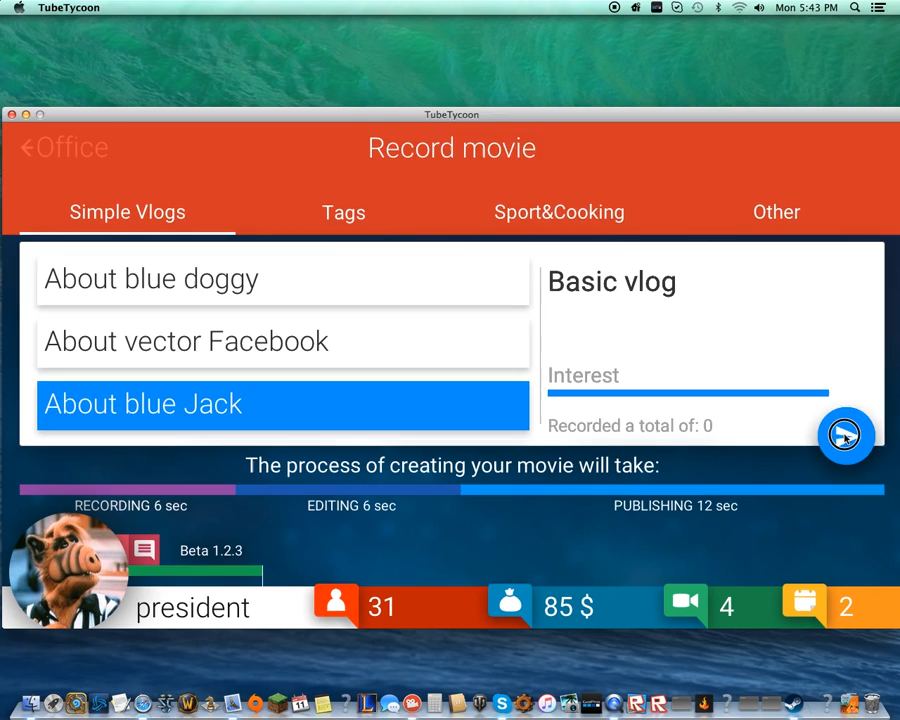 TubeTycoon
Mon 5:43 PM
TubeTycoon
Office
Record movie
Simple Vlogs
Tags
Sport&Cooking
Other
About blue doggy
About vector Facebook
About blue Jack
Basic vlog
Interest
Recorded a total of: 0
The process of creating your movie will take:
RECORDING 6 sec
EDITING 6 sec
PUBLISHING 12 sec
Beta 1.2.3
president
31
85 $
4
2